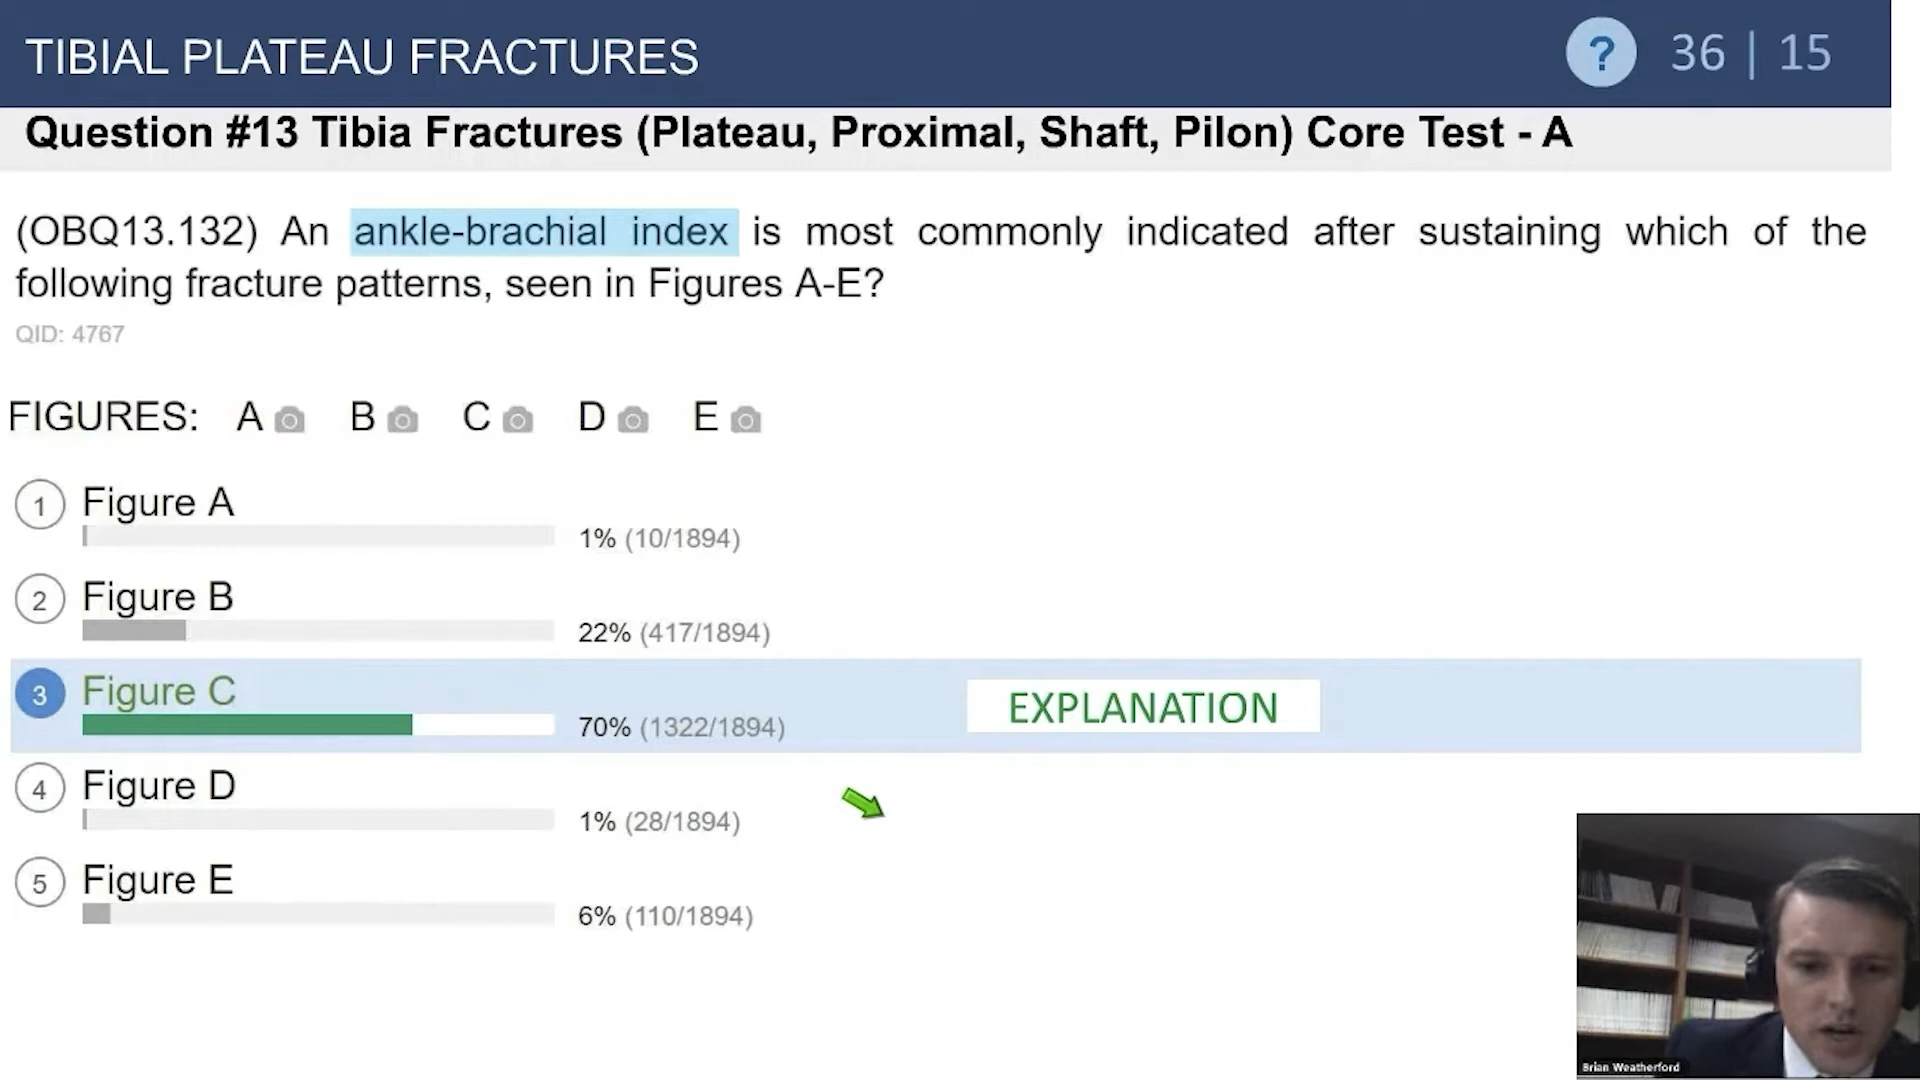 TIBIAL PLATEAU FRACTURES
? 36 | 15
Question #13 Tibia Fractures (Plateau, Proximal, Shaft, Pilon) Core Test - A
(OBQ13.132) An ankle-brachial index is most commonly indicated after sustaining which of the
following fracture patterns, seen in Figures A-E?
QID: 4767
FIGURES: A B C D E
1 Figure A
1% (10/1894)
2 Figure B
22% (417/1894)
3 Figure C
70% (1322/1894)
EXPLANATION
4 Figure D
1% (28/1894)
5 Figure E
6% (110/1894)
Brian Weatherford